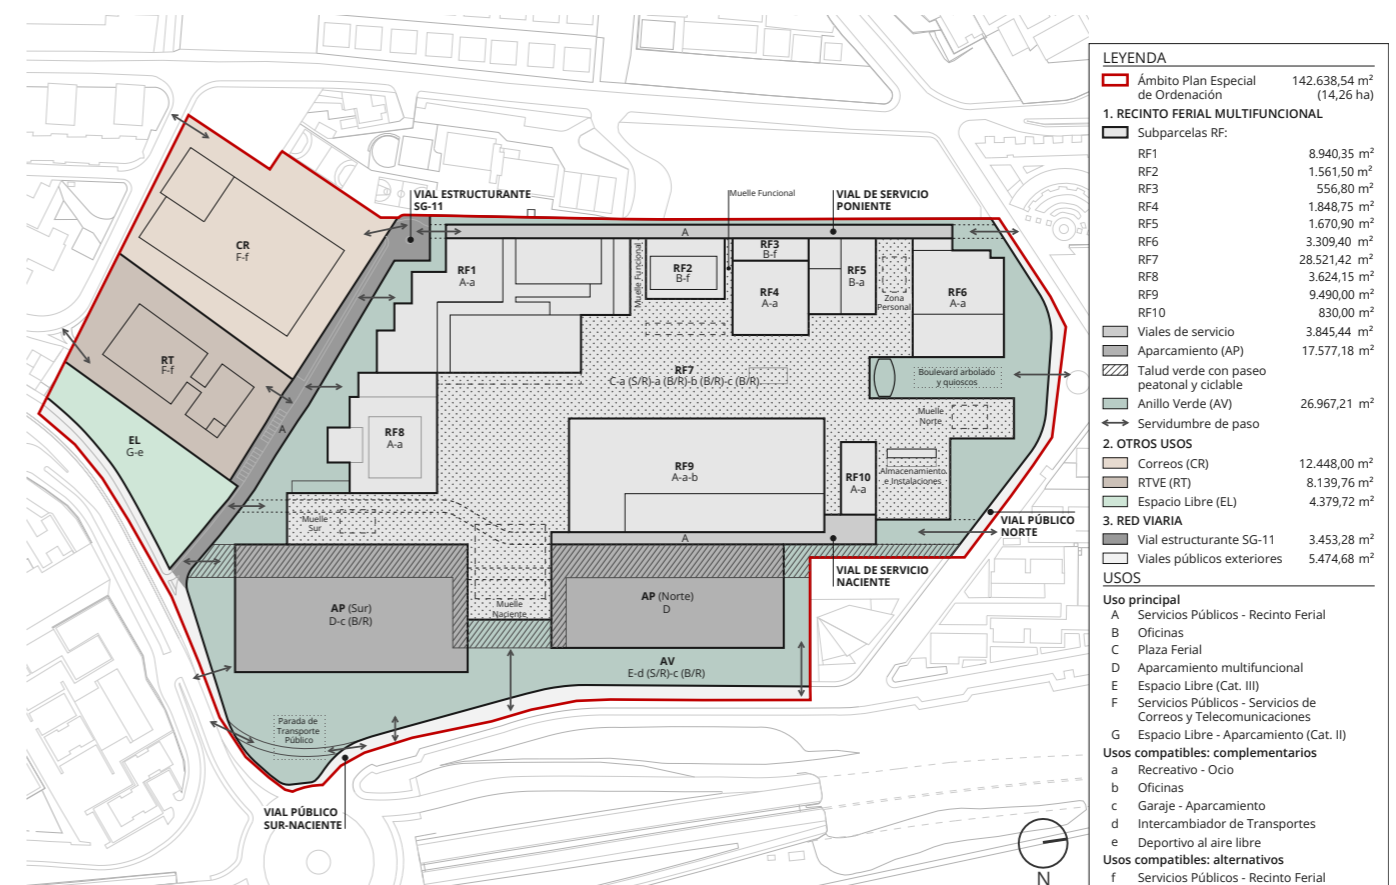 VIAL ESTRUCTURANTE
SG-11
Muelle Funcional
VIAL DE SERVICIO
PONIENTE
A
CR
F-f
RF1
A-a
Muelle Funcional
RF2
B-f
RF3
B-f
RF4
A-a
RF5
B-a
Zona
Personal
RF6
A-a
RT
F-f
RF7
C-a (S/R)-a (B/R)-b (B/R)-c (B/R)
Boulevard arbolado
y quioscos
Muelle
Norte
A
EL
G-e
RF8
A-a
RF9
A-a-b
RF10
A-a
Almacenamiento
e Instalaciones
Muelle
Sur
A
VIAL PÚBLICO
NORTE
VIAL DE SERVICIO
NACIENTE
AP (Sur)
D-c (B/R)
Muelle
Naciente
AP (Norte)
D
AV
E-d (S/R)-c (B/R)
Parada de
Transporte
Público
VIAL PÚBLICO
SUR-NACIENTE
N
LEYENDA
Ámbito Plan Especial 142.638,54 m²
de Ordenación (14,26 ha)
1. RECINTO FERIAL MULTIFUNCIONAL
Subparcelas RF:
RF1 8.940,35 m²
RF2 1.561,50 m²
RF3 556,80 m²
RF4 1.848,75 m²
RF5 1.670,90 m²
RF6 3.309,40 m²
RF7 28.521,42 m²
RF8 3.624,15 m²
RF9 9.490,00 m²
RF10 830,00 m²
Viales de servicio 3.845,44 m²
Aparcamiento (AP) 17.577,18 m²
Talud verde con paseo
peatonal y ciclable
Anillo Verde (AV) 26.967,21 m²
Servidumbre de paso
2. OTROS USOS
Correos (CR) 12.448,00 m²
RTVE (RT) 8.139,76 m²
Espacio Libre (EL) 4.379,72 m²
3. RED VIARIA
Vial estructurante SG-11 3.453,28 m²
Viales públicos exteriores 5.474,68 m²
USOS
Uso principal
A Servicios Públicos - Recinto Ferial
B Oficinas
C Plaza Ferial
D Aparcamiento multifuncional
E Espacio Libre (Cat. III)
F Servicios Públicos - Servicios de
Correos y Telecomunicaciones
G Espacio Libre - Aparcamiento (Cat. II)
Usos compatibles: complementarios
a Recreativo - Ocio
b Oficinas
c Garaje - Aparcamiento
d Intercambiador de Transportes
e Deportivo al aire libre
Usos compatibles: alternativos
f Servicios Públicos - Recinto Ferial